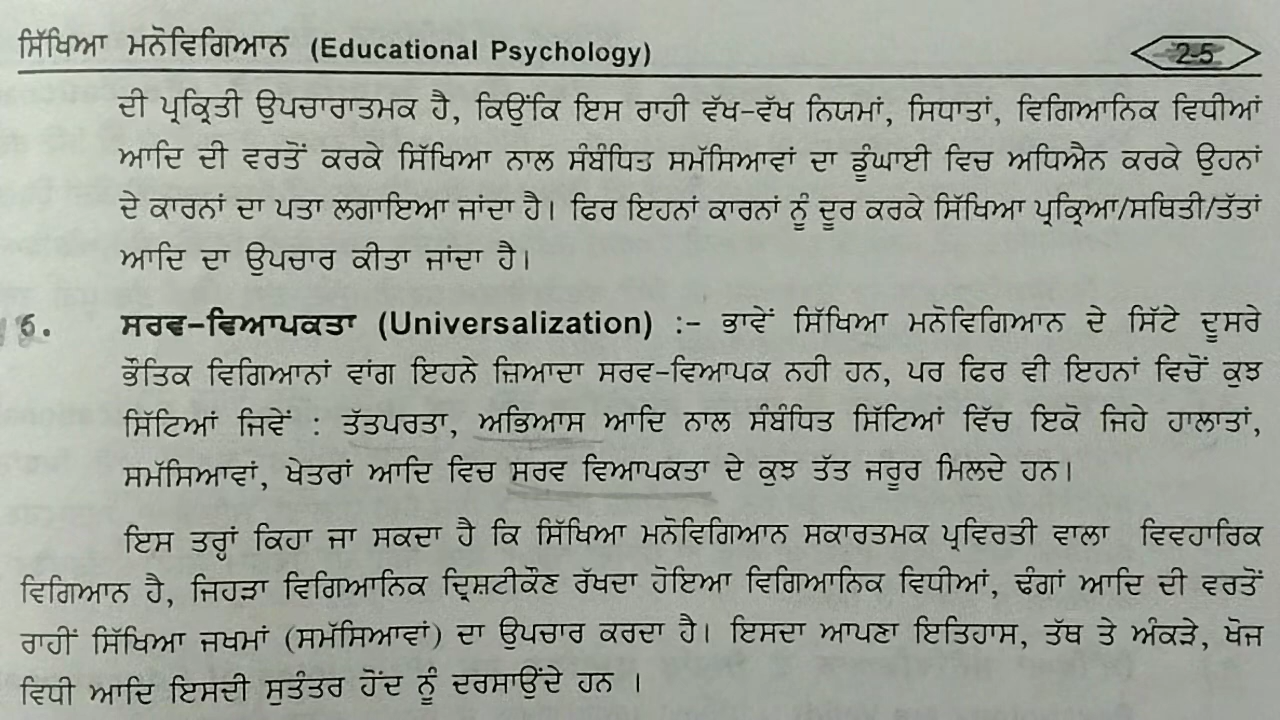 ਸਿੱਖਿਆ ਮਨੋਵਿਗਿਆਨ (Educational Psychology) 2-5
ਦੀ ਪ੍ਰਕ੍ਰਿਤੀ ਉਪਚਾਰਾਤਮਕ ਹੈ, ਕਿਉਂਕਿ ਇਸ ਰਾਹੀ ਵੱਖ-ਵੱਖ ਨਿਯਮਾਂ, ਸਿਧਾਤਾਂ, ਵਿਗਿਆਨਿਕ ਵਿਧੀਆਂ
ਆਦਿ ਦੀ ਵਰਤੋਂ ਕਰਕੇ ਸਿੱਖਿਆ ਨਾਲ ਸੰਬੰਧਿਤ ਸਮੱਸਿਆਵਾਂ ਦਾ ਡੂੰਘਾਈ ਵਿਚ ਅਧਿਐਨ ਕਰਕੇ ਉਹਨਾਂ
ਦੇ ਕਾਰਨਾਂ ਦਾ ਪਤਾ ਲਗਾਇਆ ਜਾਂਦਾ ਹੈ। ਫਿਰ ਇਹਨਾਂ ਕਾਰਨਾਂ ਨੂੰ ਦੂਰ ਕਰਕੇ ਸਿੱਖਿਆ ਪ੍ਰਕ੍ਰਿਆ/ਸਥਿਤੀ/ਤੱਤਾਂ
ਆਦਿ ਦਾ ਉਪਚਾਰ ਕੀਤਾ ਜਾਂਦਾ ਹੈ।
6. ਸਰਵ-ਵਿਆਪਕਤਾ (Universalization) :- ਭਾਵੇਂ ਸਿੱਖਿਆ ਮਨੋਵਿਗਿਆਨ ਦੇ ਸਿੱਟੇ ਦੂਸਰੇ
ਭੌਤਿਕ ਵਿਗਿਆਨਾਂ ਵਾਂਗ ਇਹਨੇ ਜ਼ਿਆਦਾ ਸਰਵ-ਵਿਆਪਕ ਨਹੀ ਹਨ, ਪਰ ਫਿਰ ਵੀ ਇਹਨਾਂ ਵਿਚੋਂ ਕੁਝ
ਸਿੱਟਿਆਂ ਜਿਵੇਂ : ਤੱਤਪਰਤਾ, ਅਭਿਆਸ ਆਦਿ ਨਾਲ ਸੰਬੰਧਿਤ ਸਿੱਟਿਆਂ ਵਿੱਚ ਇਕੋ ਜਿਹੇ ਹਾਲਾਤਾਂ,
ਸਮੱਸਿਆਵਾਂ, ਖੇਤਰਾਂ ਆਦਿ ਵਿਚ ਸਰਵ ਵਿਆਪਕਤਾ ਦੇ ਕੁਝ ਤੱਤ ਜਰੂਰ ਮਿਲਦੇ ਹਨ।
ਇਸ ਤਰ੍ਹਾਂ ਕਿਹਾ ਜਾ ਸਕਦਾ ਹੈ ਕਿ ਸਿੱਖਿਆ ਮਨੋਵਿਗਿਆਨ ਸਕਾਰਤਮਕ ਪ੍ਰਵਿਰਤੀ ਵਾਲਾ ਵਿਵਹਾਰਿਕ
ਵਿਗਿਆਨ ਹੈ, ਜਿਹੜਾ ਵਿਗਿਆਨਿਕ ਦ੍ਰਿਸ਼ਟੀਕੌਣ ਰੱਖਦਾ ਹੋਇਆ ਵਿਗਿਆਨਿਕ ਵਿਧੀਆਂ, ਢੰਗਾਂ ਆਦਿ ਦੀ ਵਰਤੋਂ
ਰਾਹੀਂ ਸਿੱਖਿਆ ਜਖਮਾਂ (ਸਮੱਸਿਆਵਾਂ) ਦਾ ਉਪਚਾਰ ਕਰਦਾ ਹੈ। ਇਸਦਾ ਆਪਣਾ ਇਤਿਹਾਸ, ਤੱਥ ਤੇ ਅੰਕੜੇ, ਖੋਜ
ਵਿਧੀ ਆਦਿ ਇਸਦੀ ਸੁਤੰਤਰ ਹੋਂਦ ਨੂੰ ਦਰਸਾਉਂਦੇ ਹਨ ।